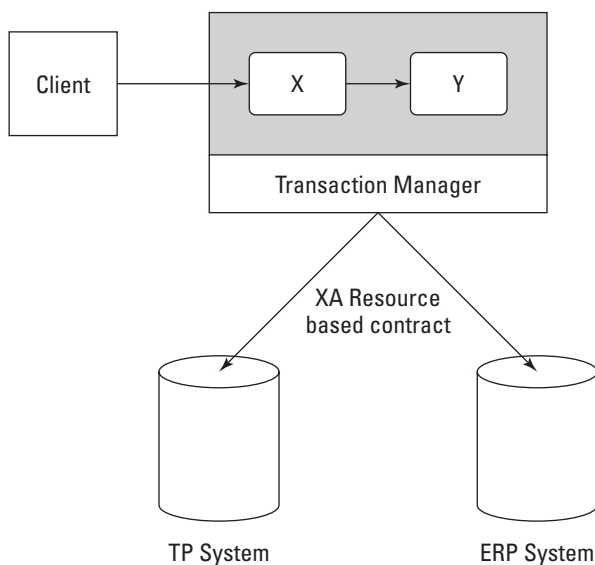 Client
X
Y
Transaction Manager
XA Resource
based contract
TP System
ERP System